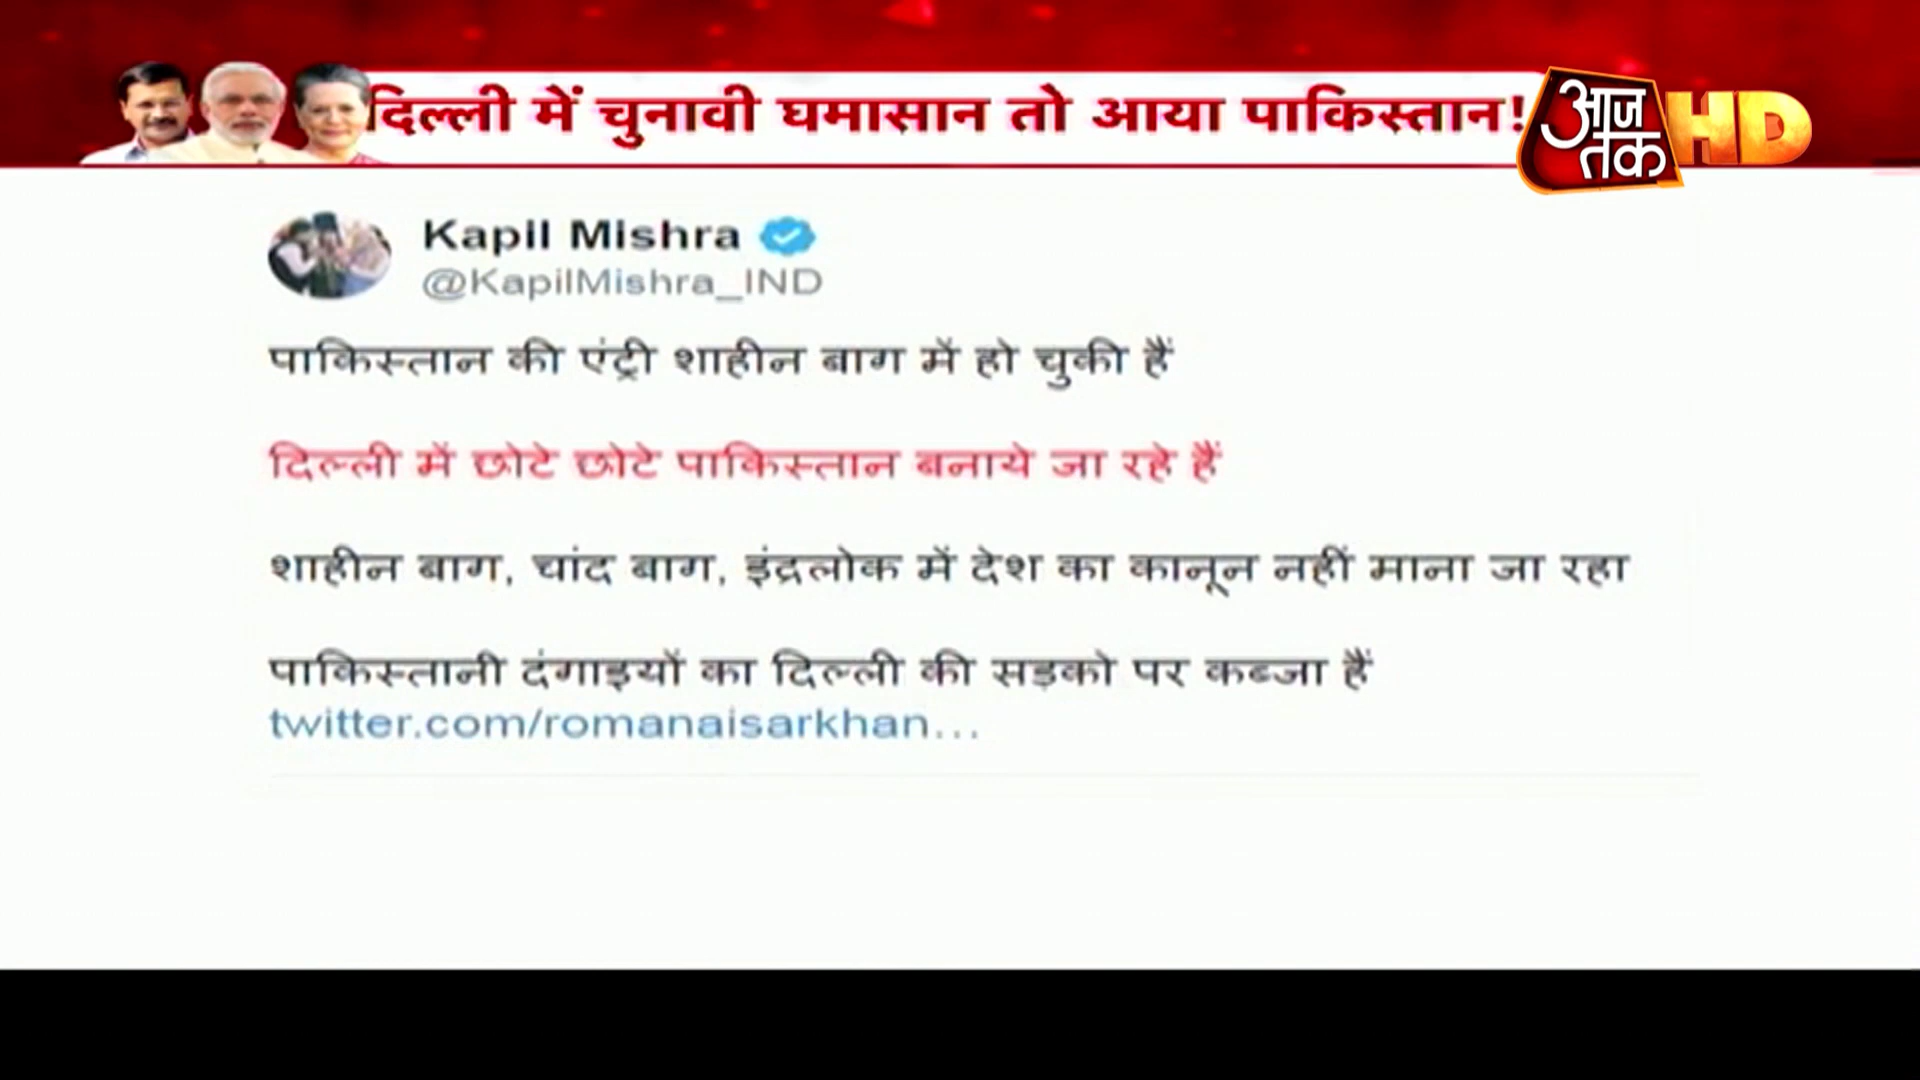 दिल्ली में चुनावी घमासान तो आया पाकिस्तान!
आज तक HD
Kapil Mishra
@KapilMishra_IND
पाकिस्तान की एंट्री शाहीन बाग में हो चुकी हैं
दिल्ली में छोटे छोटे पाकिस्तान बनाये जा रहे हैं
शाहीन बाग, चांद बाग, इंद्रलोक में देश का कानून नहीं माना जा रहा
पाकिस्तानी दंगाइयों का दिल्ली की सड़को पर कब्जा हैं
twitter.com/romanaisarkhan...